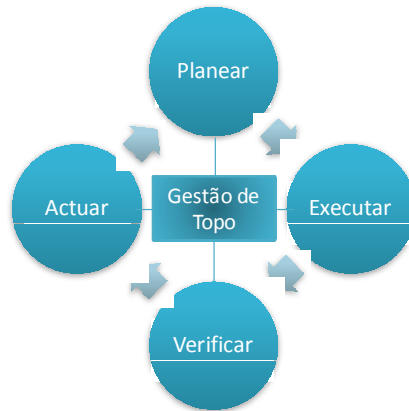 Planear
Actuar
Gestão de
Topo
Executar
Verificar